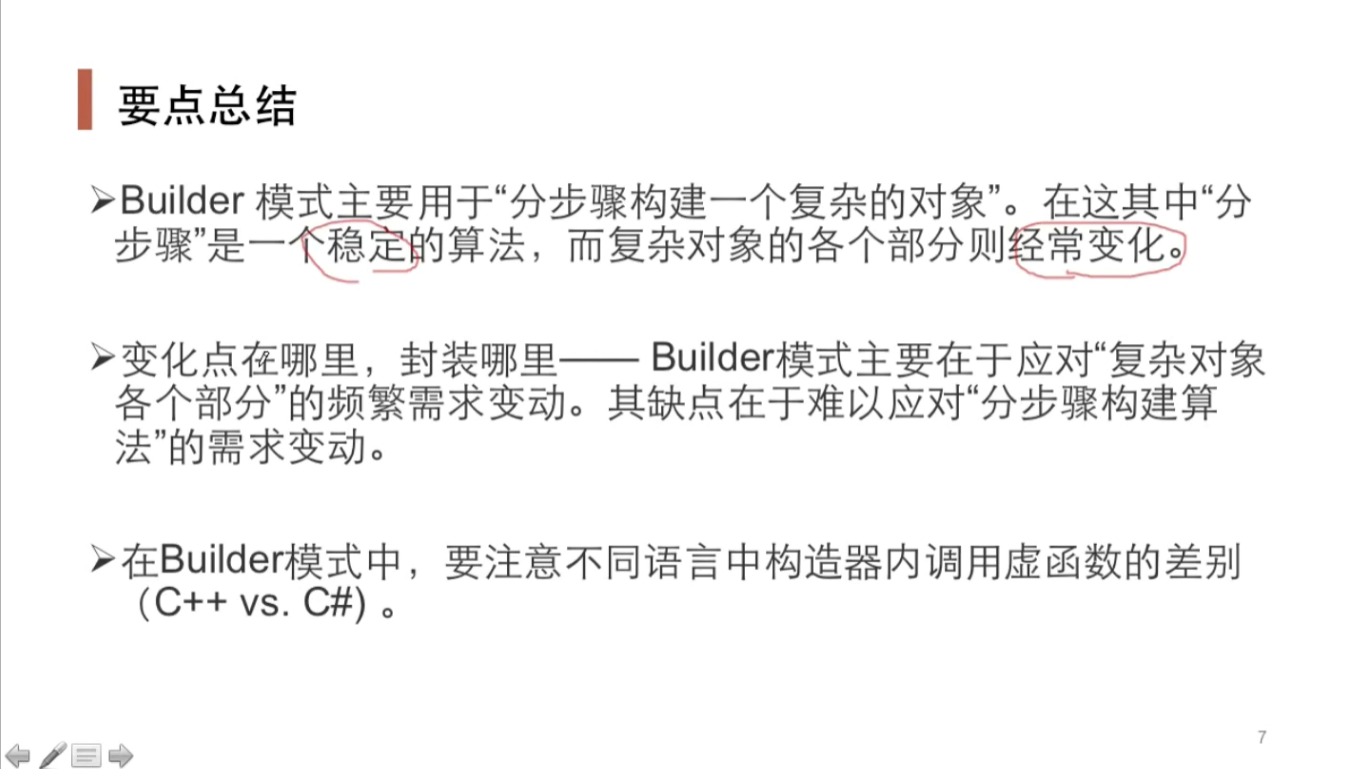 要点总结
➢Builder 模式主要用于“分步骤构建一个复杂的对象”。在这其中“分
步骤”是一个稳定的算法，而复杂对象的各个部分则经常变化。
➢变化点在哪里，封装哪里—— Builder模式主要在于应对“复杂对象
各个部分”的频繁需求变动。其缺点在于难以应对“分步骤构建算
法”的需求变动。
➢在Builder模式中，要注意不同语言中构造器内调用虚函数的差别
（C++ vs. C#) 。
7